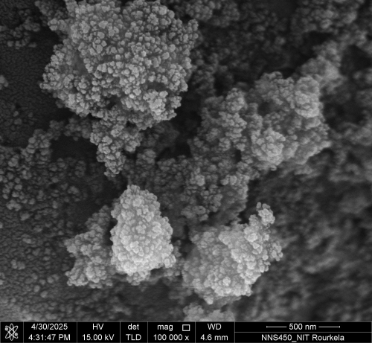 4/30/2025 HV det mag □ WD 500 nm
4:31:47 PM 15.00 kV TLD 100 000 x 4.6 mm NNS450_NIT Rourkela